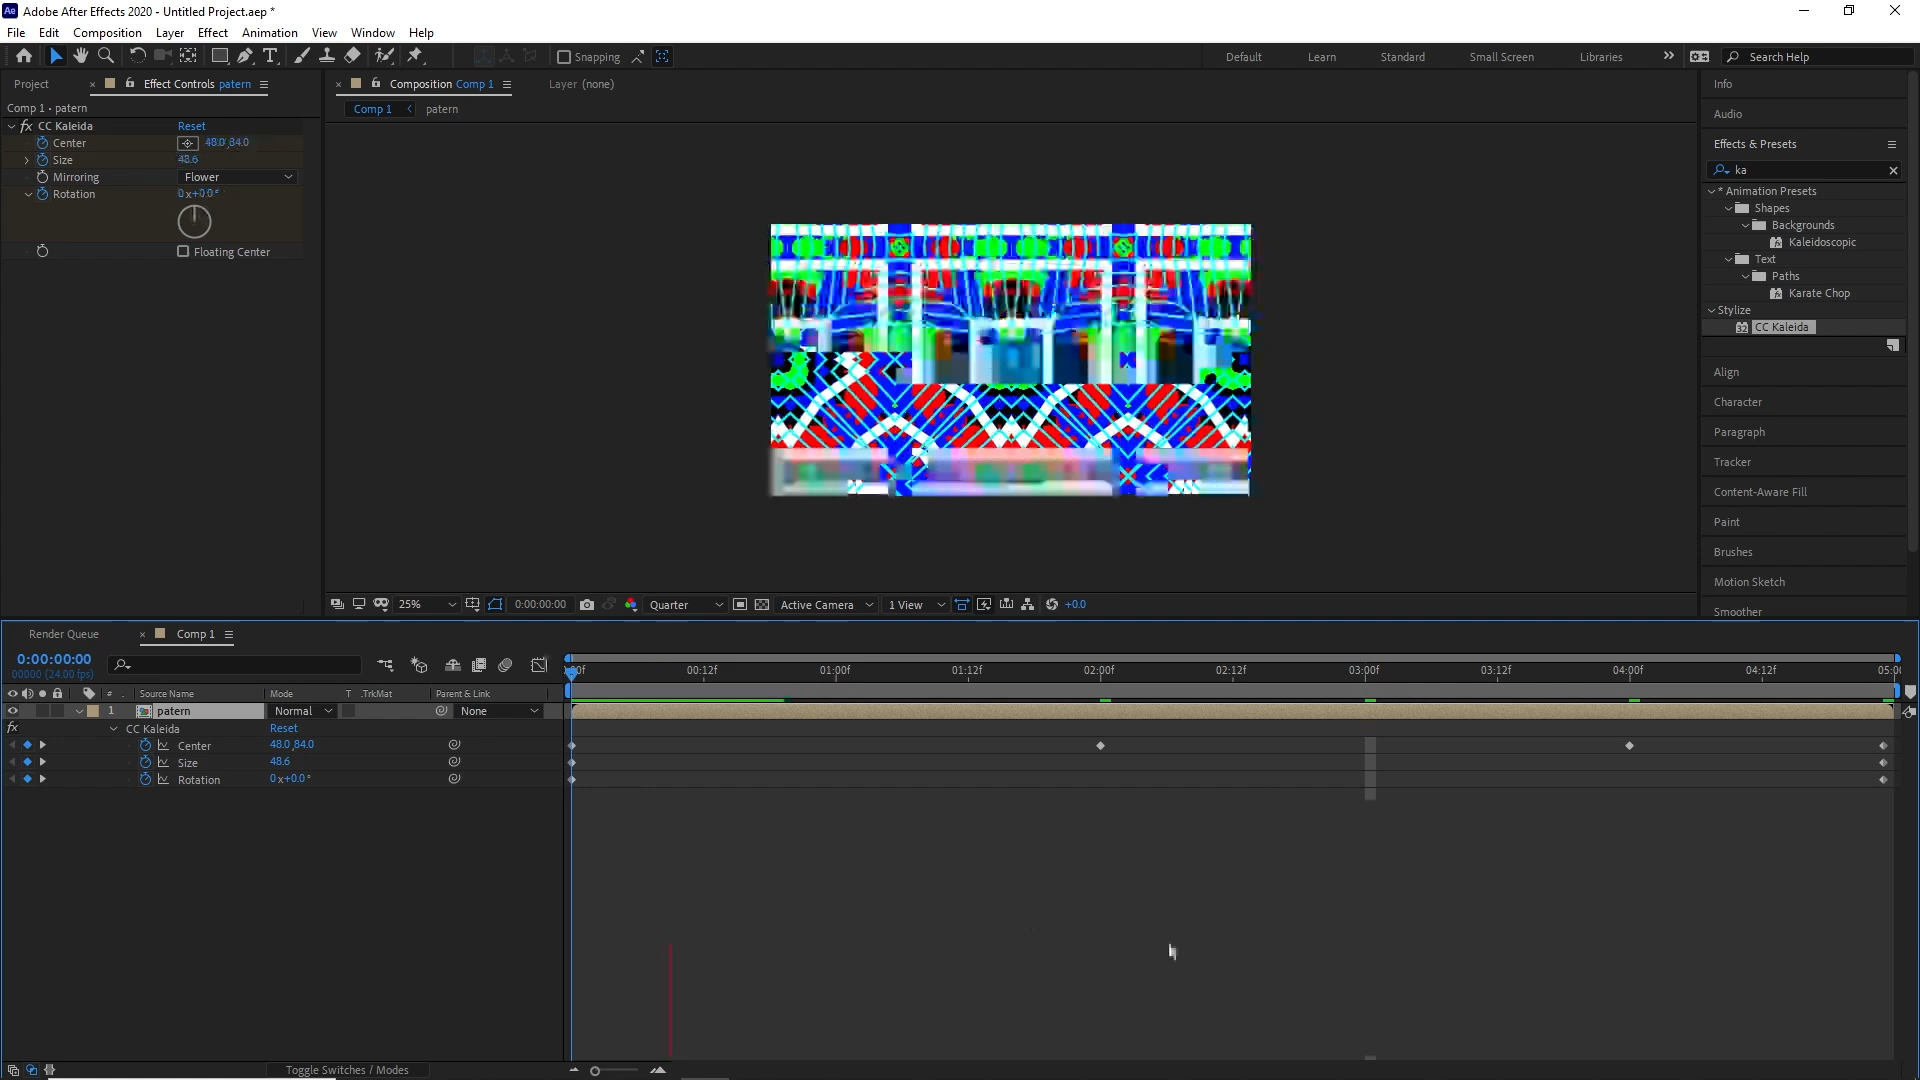 Ae Adobe After Effects 2020 - Untitled Project.aep *
File Edit Composition Layer Effect Animation View Window Help
Snapping Default Learn Standard Small Screen Libraries Search Help
Project Effect Controls patern Composition Comp 1 Layer (none) Info
Comp 1 • patern Comp 1 patern Audio
fx CC Kaleida Reset
Center 48.0 ,84.0 Effects & Presets
Size 48.6
Mirroring Flower ka
Rotation 0 x+0.0 ° * Animation Presets
Shapes
Backgrounds
Kaleidoscopic
Floating Center
Text
Paths
Karate Chop
Stylize
CC Kaleida
Align
Character
Paragraph
Tracker
Content-Aware Fill
Paint
Brushes
Motion Sketch
Smoother
25% 0:00:00:00 Quarter Active Camera 1 View +0.0
Render Queue Comp 1
0:00:00:00
00000 (24.00 fps)
:00f 00:12f 01:00f 01:12f 02:00f 02:12f 03:00f 03:12f 04:00f 04:12f 05:00
# . Source Name Mode T .TrkMat Parent & Link
1 patern Normal None
fx CC Kaleida Reset
Center 48.0 ,84.0
Size 48.6
Rotation 0 x+0.0 °
Toggle Switches / Modes